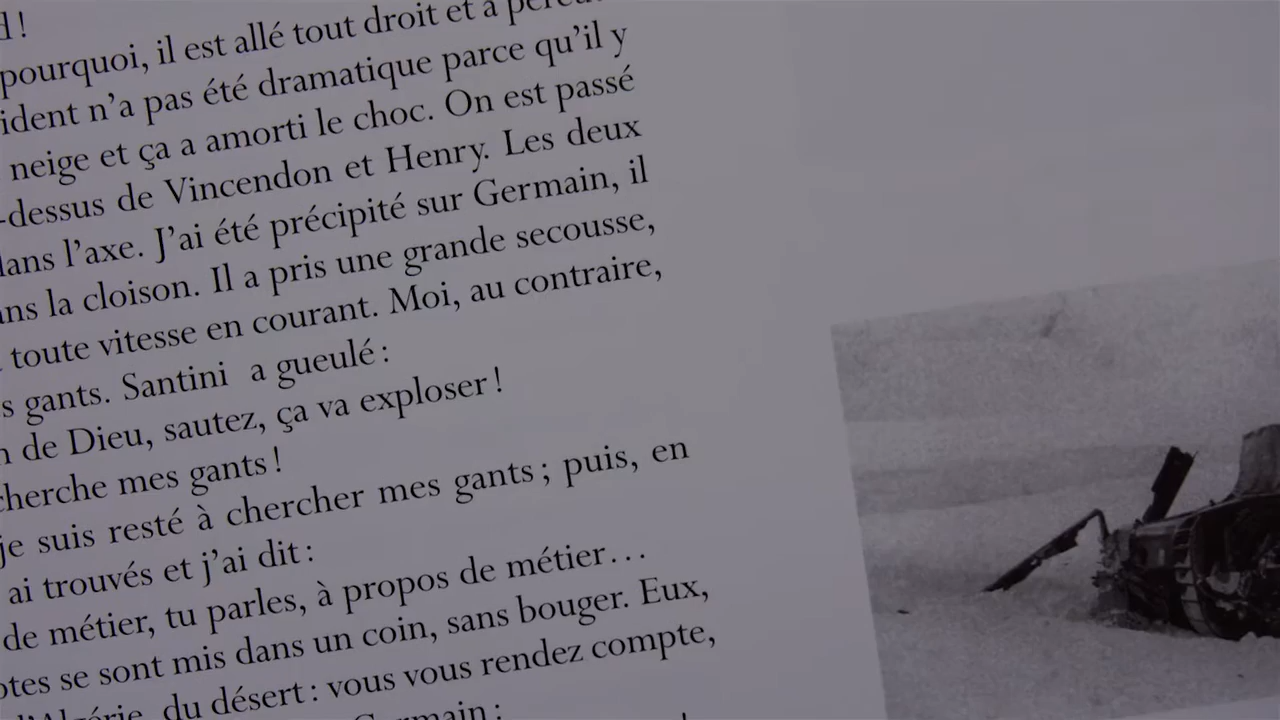 d !
pourquoi, il est allé tout droit et a
ident n’a pas été dramatique parce qu’il y
neige et ça a amorti le choc. On est passé
-dessus de Vincendon et Henry. Les deux
dans l’axe. J’ai été précipité sur Germain, il
ans la cloison. Il a pris une grande secousse,
toute vitesse en courant. Moi, au contraire,
s gants. Santini a gueulé :
n de Dieu, sautez, ça va exploser !
cherche mes gants !
je suis resté à chercher mes gants ; puis, en
ai trouvés et j’ai dit :
de métier, tu parles, à propos de métier…
otes se sont mis dans un coin, sans bouger. Eux,
d’Algérie, du désert : vous vous rendez compte,
Germain :